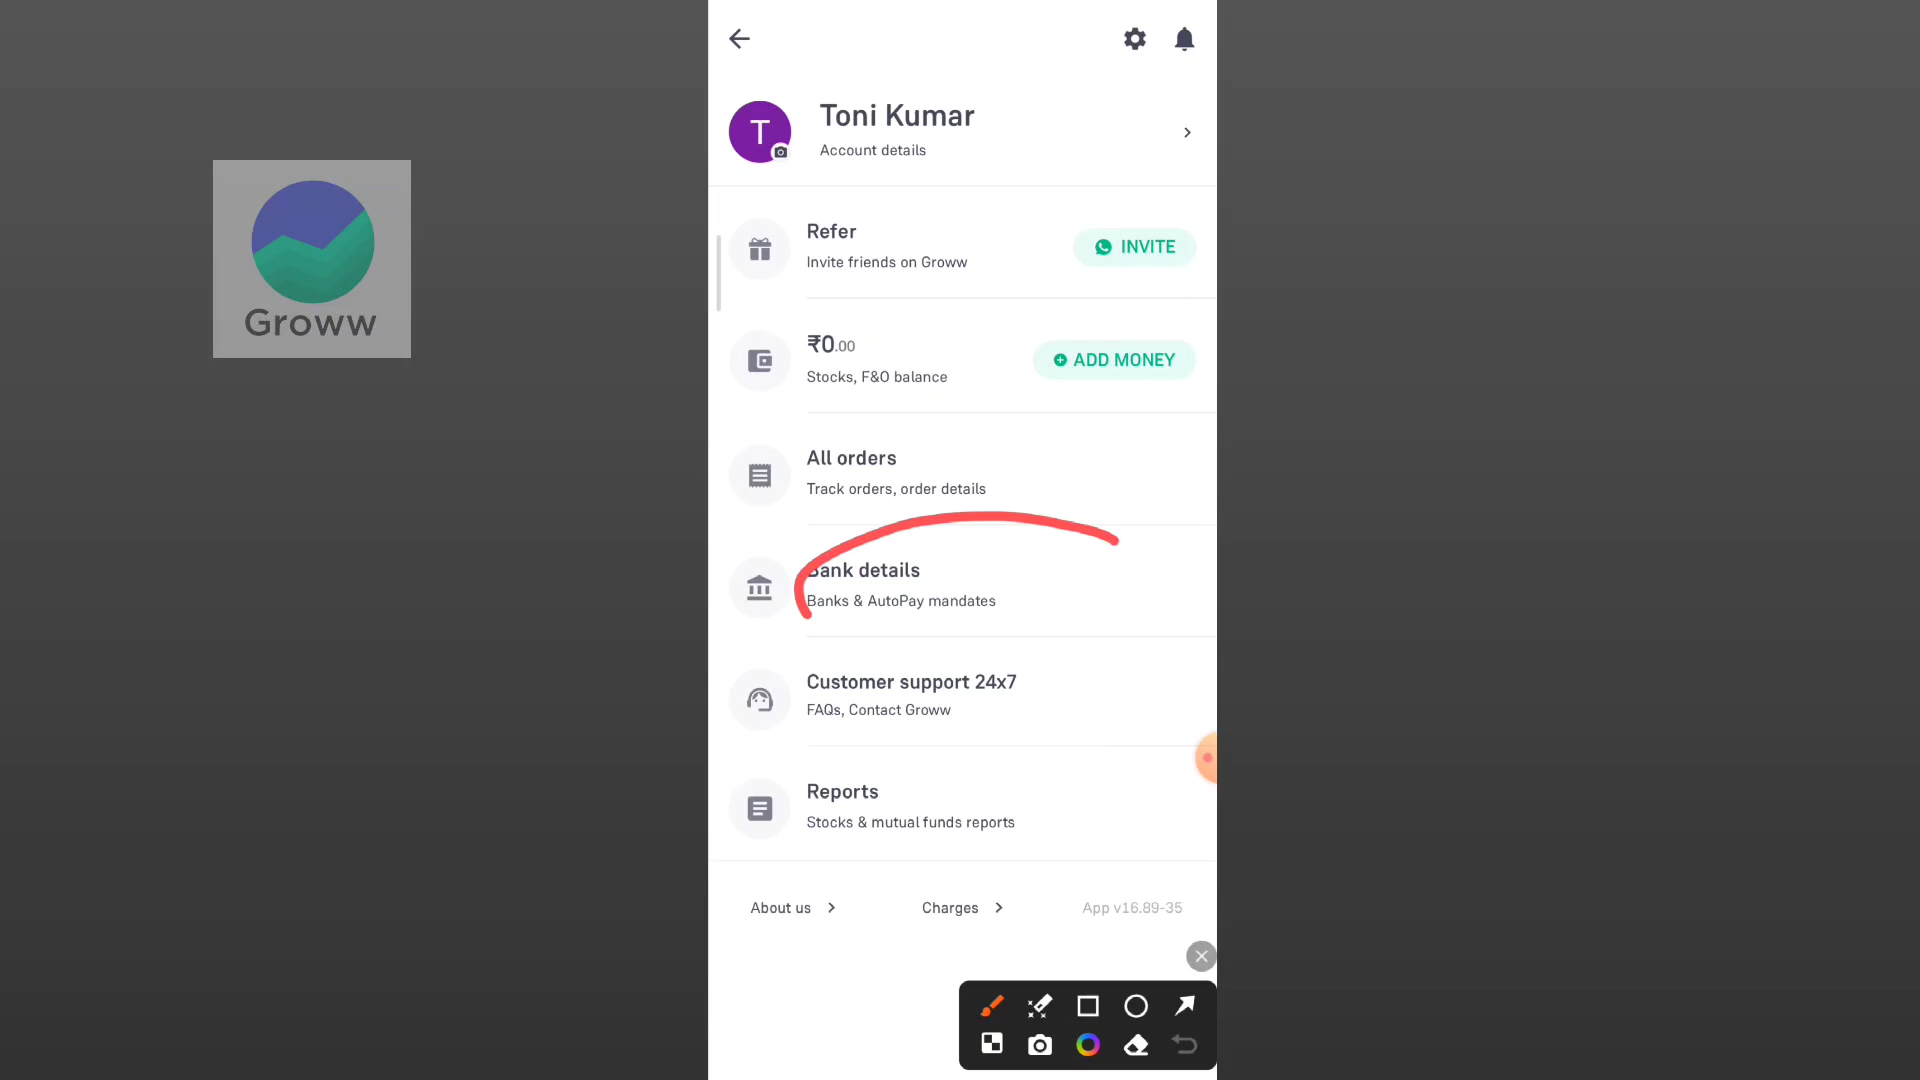 Groww
T
Toni Kumar
Account details
Refer
Invite friends on Groww
INVITE
₹0.00
Stocks, F&O balance
ADD MONEY
All orders
Track orders, order details
Bank details
Banks & AutoPay mandates
Customer support 24x7
FAQs, Contact Groww
Reports
Stocks & mutual funds reports
About us
Charges
App v16.89-35